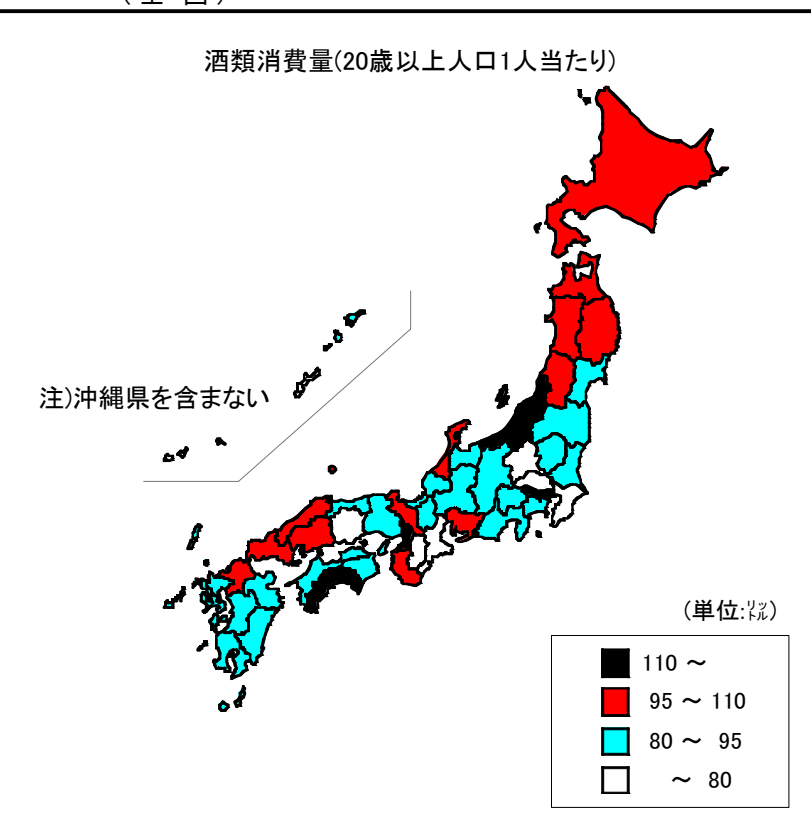 酒類消費量(20歳以上人口1人当たり)
注)沖縄県を含まない
(単位:㍑)
110 ～
95 ～ 110
80 ～ 95
～ 80